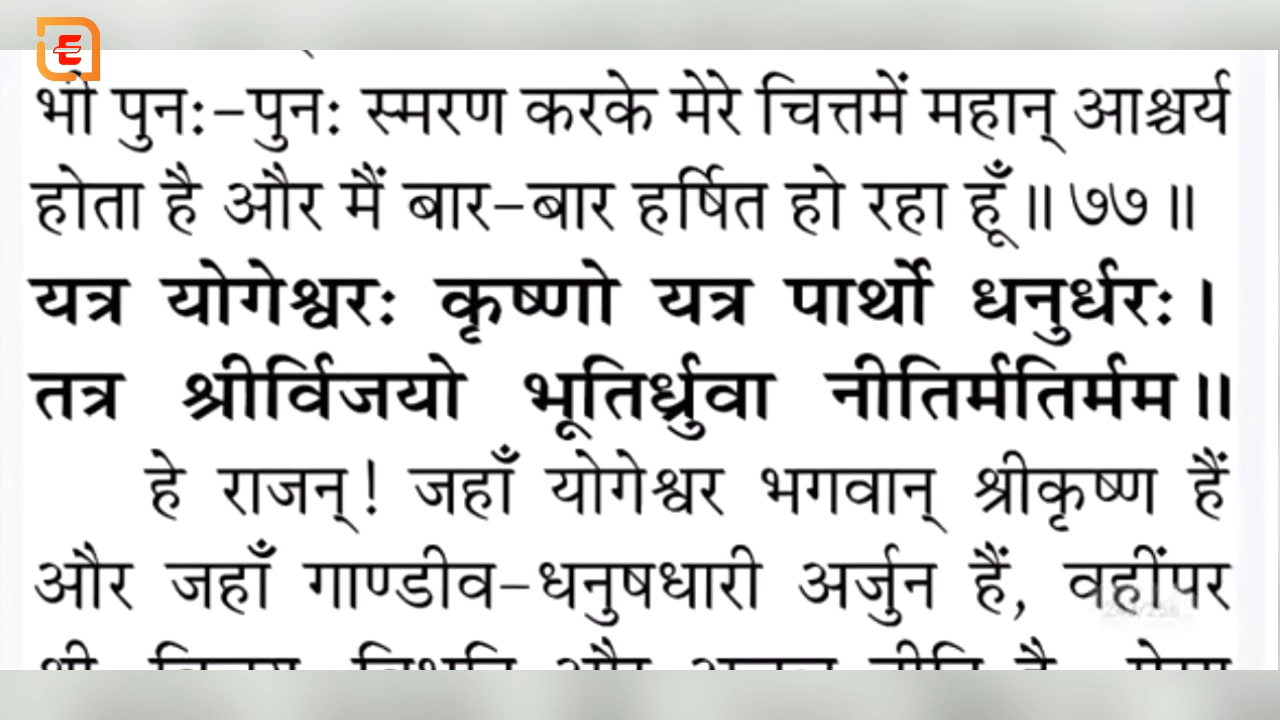 भी पुनः-पुनः स्मरण करके मेरे चित्तमें महान् आश्चर्य
होता है और मैं बार-बार हर्षित हो रहा हूँ॥७७॥
यत्र योगेश्वरः कृष्णो यत्र पार्थो धनुर्धरः।
तत्र श्रीर्विजयो भूतिर्ध्रुवा नीतिर्मतिर्मम॥
हे राजन्! जहाँ योगेश्वर भगवान् श्रीकृष्ण हैं
और जहाँ गाण्डीव-धनुषधारी अर्जुन हैं, वहींपर